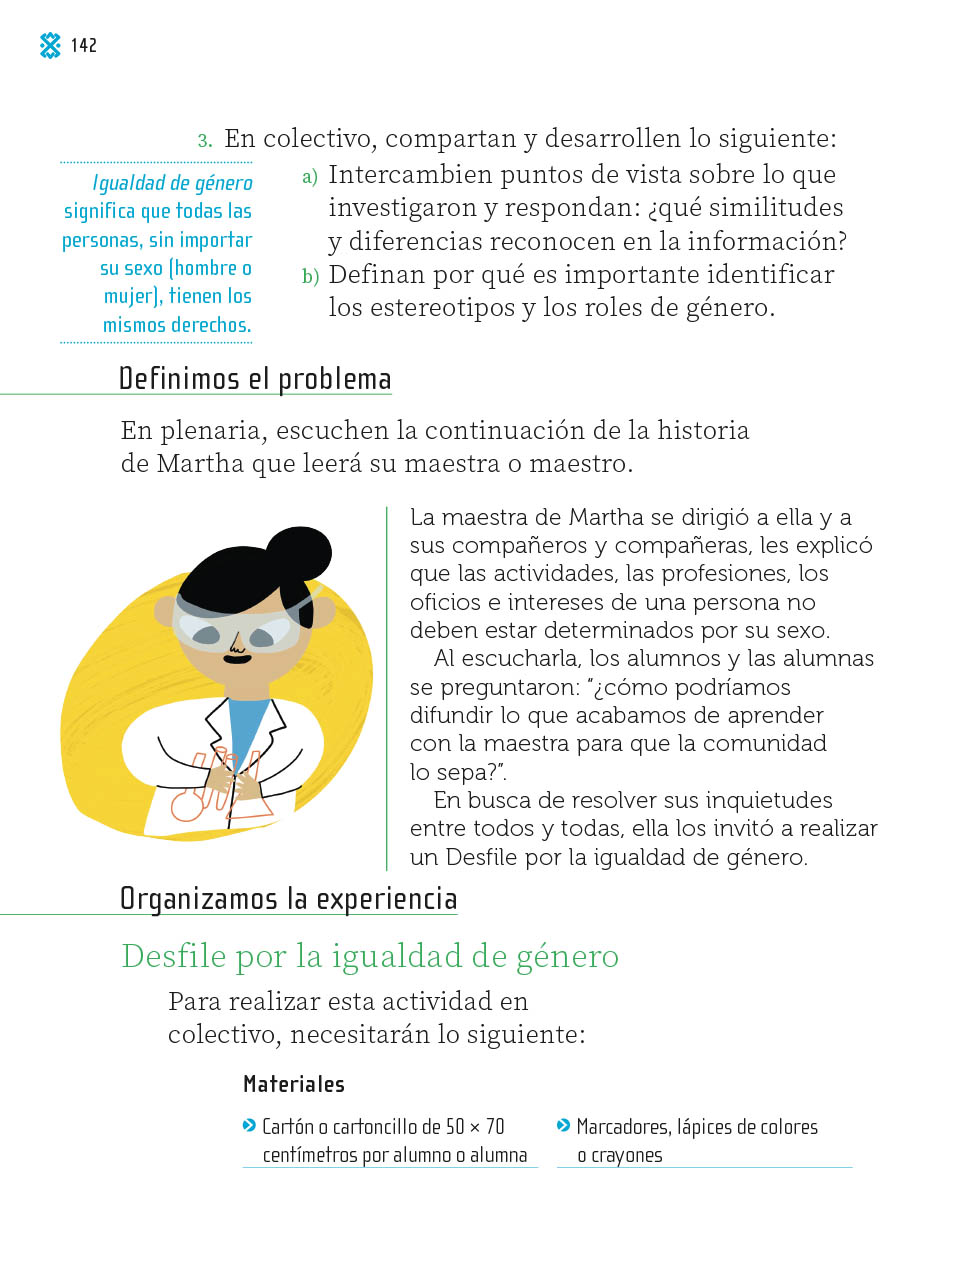 142
3. En colectivo, compartan y desarrollen lo siguiente:
Igualdad de género
significa que todas las
personas, sin importar
su sexo (hombre o
mujer), tienen los
mismos derechos.
a) Intercambien puntos de vista sobre lo que
investigaron y respondan: ¿qué similitudes
y diferencias reconocen en la información?
b) Definan por qué es importante identificar
los estereotipos y los roles de género.
Definimos el problema
En plenaria, escuchen la continuación de la historia
de Martha que leerá su maestra o maestro.
La maestra de Martha se dirigió a ella y a
sus compañeros y compañeras, les explicó
que las actividades, las profesiones, los
oficios e intereses de una persona no
deben estar determinados por su sexo.
Al escucharla, los alumnos y las alumnas
se preguntaron: “¿cómo podríamos
difundir lo que acabamos de aprender
con la maestra para que la comunidad
lo sepa?”.
En busca de resolver sus inquietudes
entre todos y todas, ella los invitó a realizar
un Desfile por la igualdad de género.
Organizamos la experiencia
Desfile por la igualdad de género
Para realizar esta actividad en
colectivo, necesitarán lo siguiente:
Materiales
Cartón o cartoncillo de 50 × 70
centímetros por alumno o alumna
Marcadores, lápices de colores
o crayones